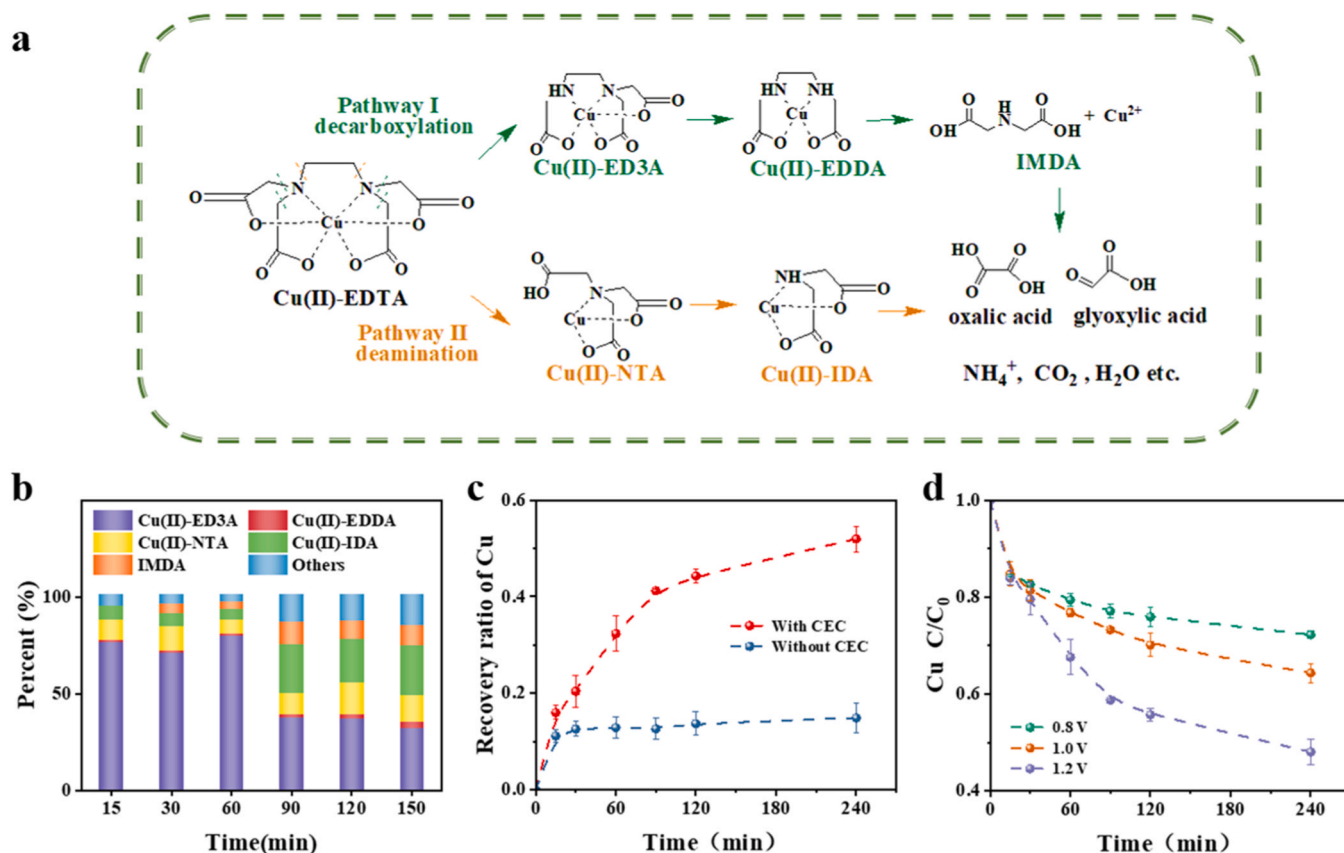 a
Pathway I
decarboxylation
Pathway II
deamination
Cu(II)-EDTA
Cu(II)-ED3A
Cu(II)-EDDA
IMDA
+ Cu²⁺
Cu(II)-NTA
Cu(II)-IDA
oxalic acid
glyoxylic acid
NH₄⁺, CO₂, H₂O etc.
O
O
N
N
Cu
O
O
O
O
O
O
HN
N
Cu
O
O
O
O
O
O
HN
NH
Cu
O
O
O
O
O
H
N
O
OH
OH
O
OH
N
O
Cu
O
O
O
NH
O
Cu
O
O
O
HO
O
O
OH
O
O
OH
b
Cu(II)-ED3A
Cu(II)-EDDA
Cu(II)-NTA
Cu(II)-IDA
IMDA
Others
Percent (%)
100
50
0
15 30 60 90 120 150
Time(min)
c
Recovery ratio of Cu
0.6
0.4
0.2
0.0
With CEC
Without CEC
0 60 120 180 240
Time (min)
d
Cu C/C₀
1.0
0.8
0.6
0.4
0.8 V
1.0 V
1.2 V
0 60 120 180 240
Time (min)